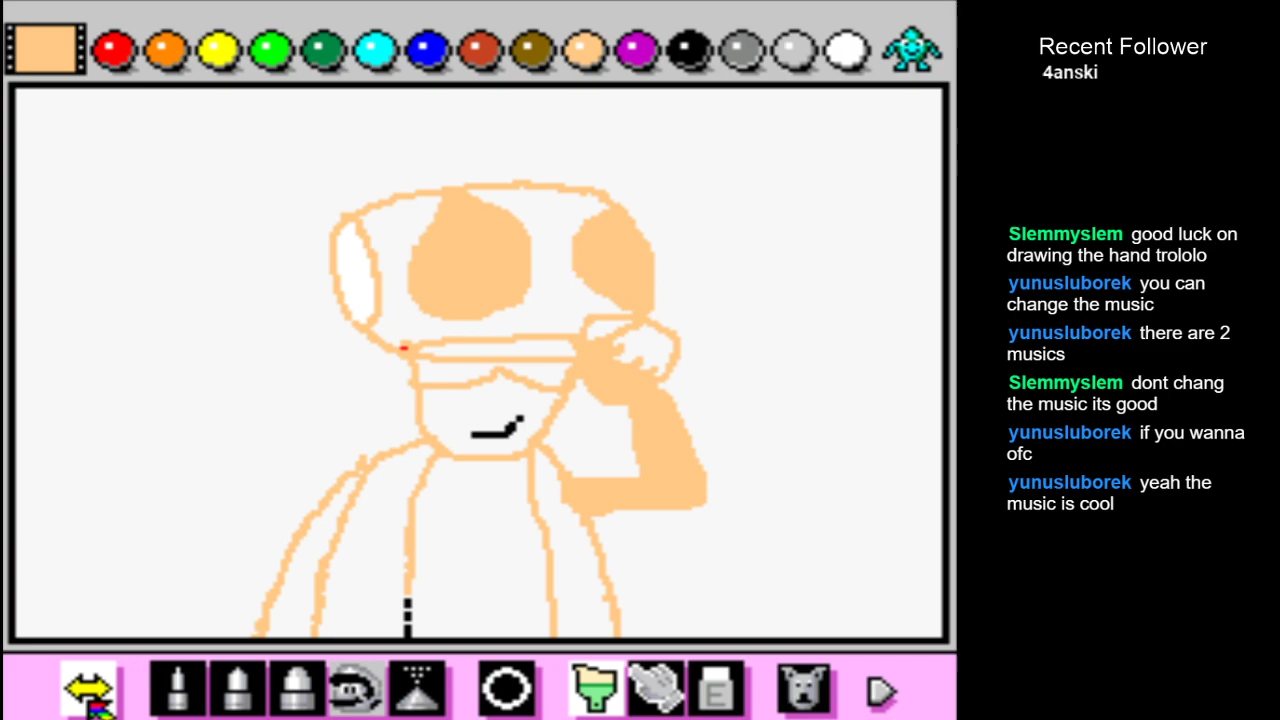 Recent Follower
4anski
Slemmyslem good luck on
drawing the hand trololo
yunusluborek you can
change the music
yunusluborek there are 2
musics
Slemmyslem dont chang
the music its good
yunusluborek if you wanna
ofc
yunusluborek yeah the
music is cool
E